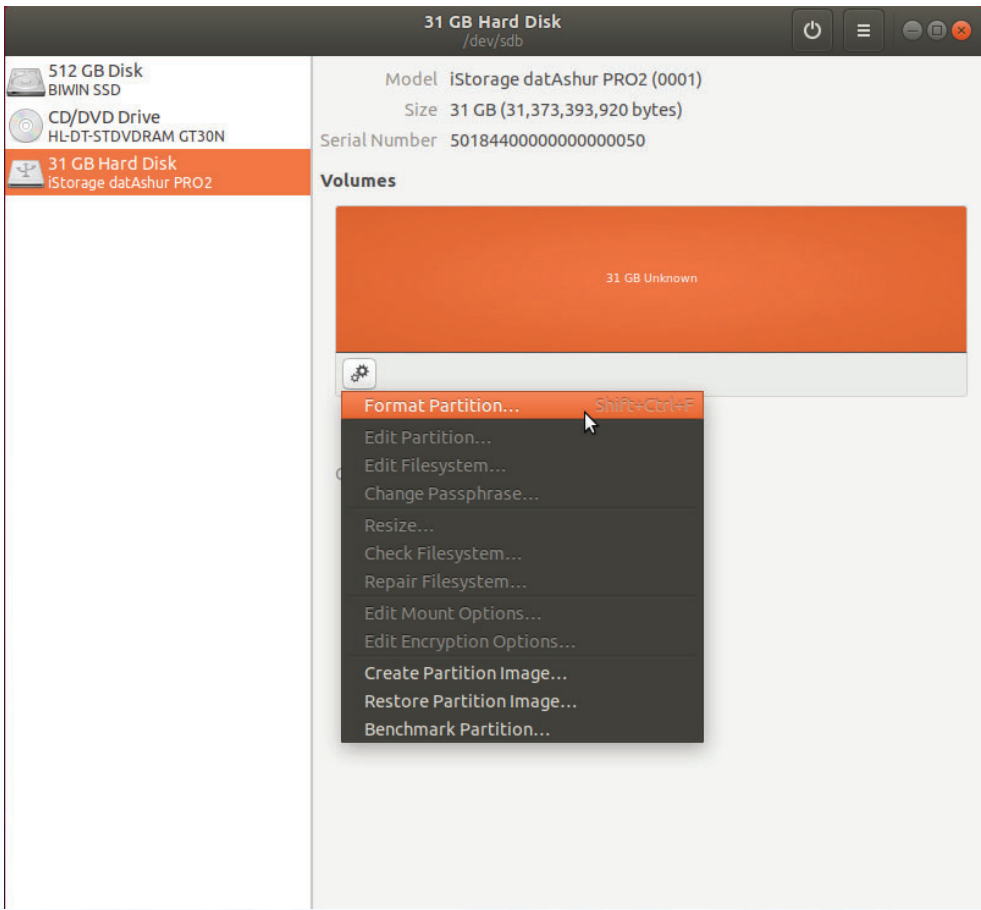 31 GB Hard Disk
/dev/sdb
512 GB Disk
BIWIN SSD
CD/DVD Drive
HL-DT-STDVDRAM GT30N
31 GB Hard Disk
iStorage datAshur PRO2
Model iStorage datAshur PRO2 (0001)
Size 31 GB (31,373,393,920 bytes)
Serial Number 50184400000000000050
Volumes
31 GB Unknown
Format Partition... Shift+Ctrl+F
Edit Partition...
Edit Filesystem...
Change Passphrase...
Resize...
Check Filesystem...
Repair Filesystem...
Edit Mount Options...
Edit Encryption Options...
Create Partition Image...
Restore Partition Image...
Benchmark Partition...